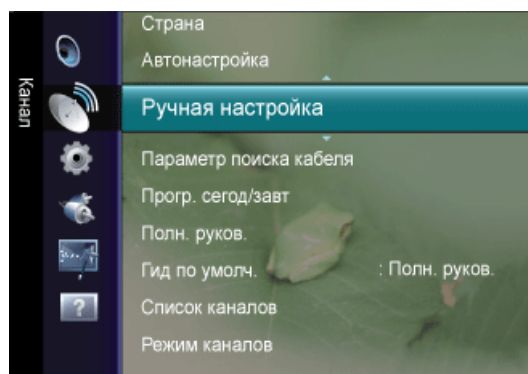 Канал
Страна
Автонастройка
Ручная настройка
Параметр поиска кабеля
Прогр. сегод/завт
Полн. руков.
Гид по умолч. : Полн. руков.
Список каналов
Режим каналов
?